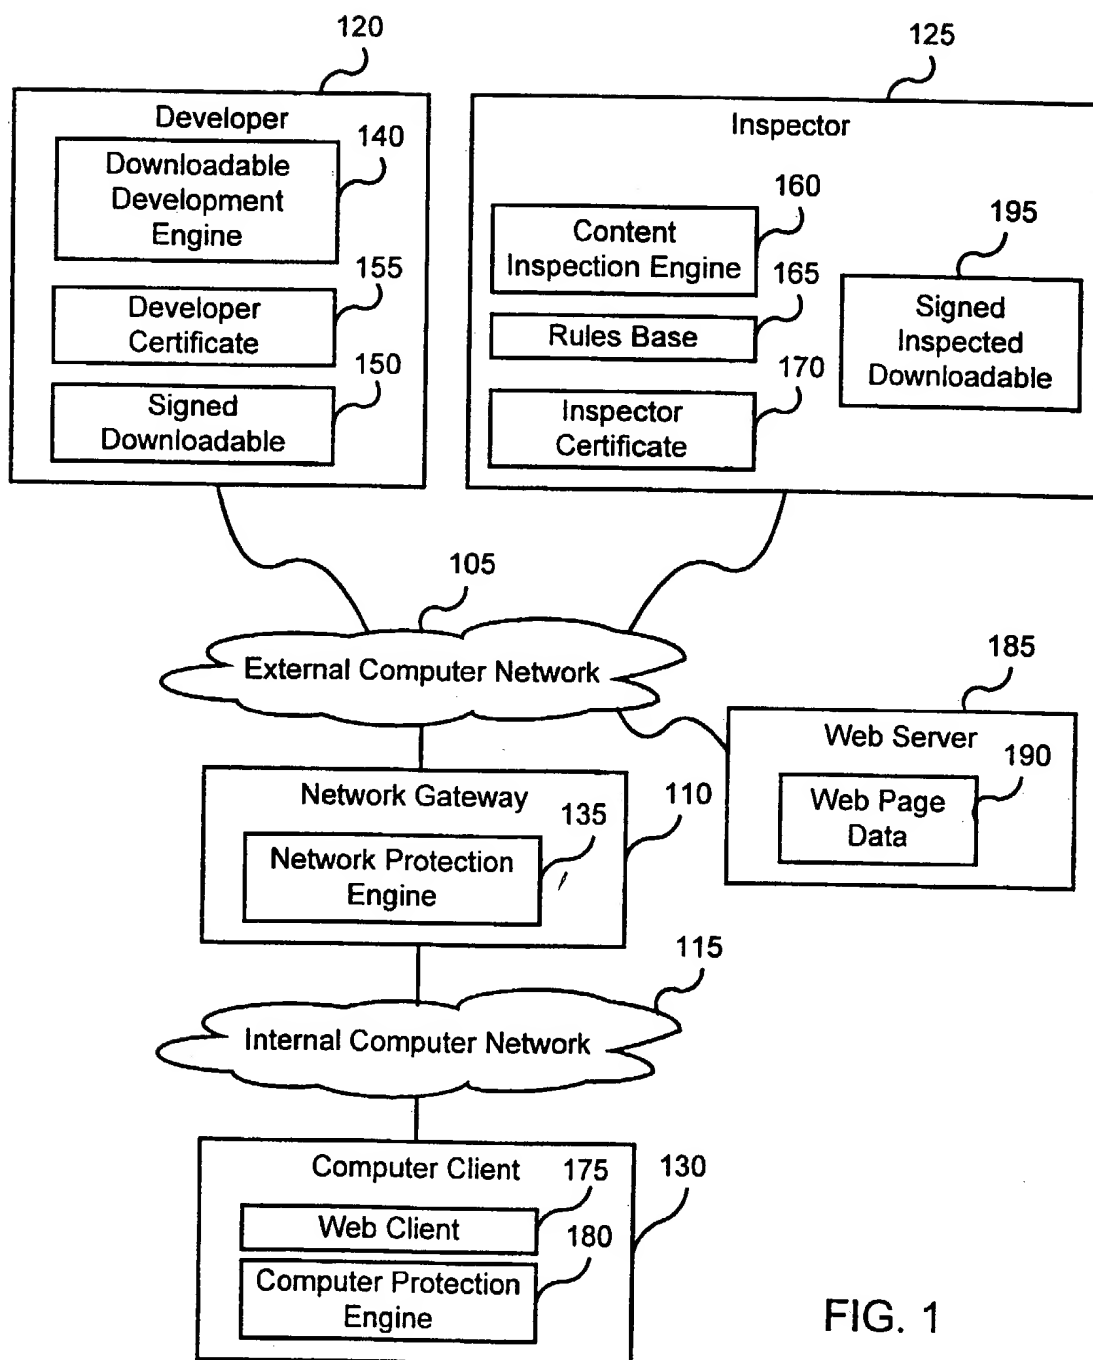 120
125
Developer
Inspector
140
Downloadable
Development
Engine
160
195
Content
Inspection Engine
155
165
Developer
Certificate
Signed
Inspected
Downloadable
Rules Base
150
170
Signed
Downloadable
Inspector
Certificate
105
External Computer Network
185
Web Server
190
Web Page
Data
Network Gateway
135
110
Network Protection
Engine
115
Internal Computer Network
Computer Client
175
130
Web Client
180
Computer Protection
Engine
FIG. 1